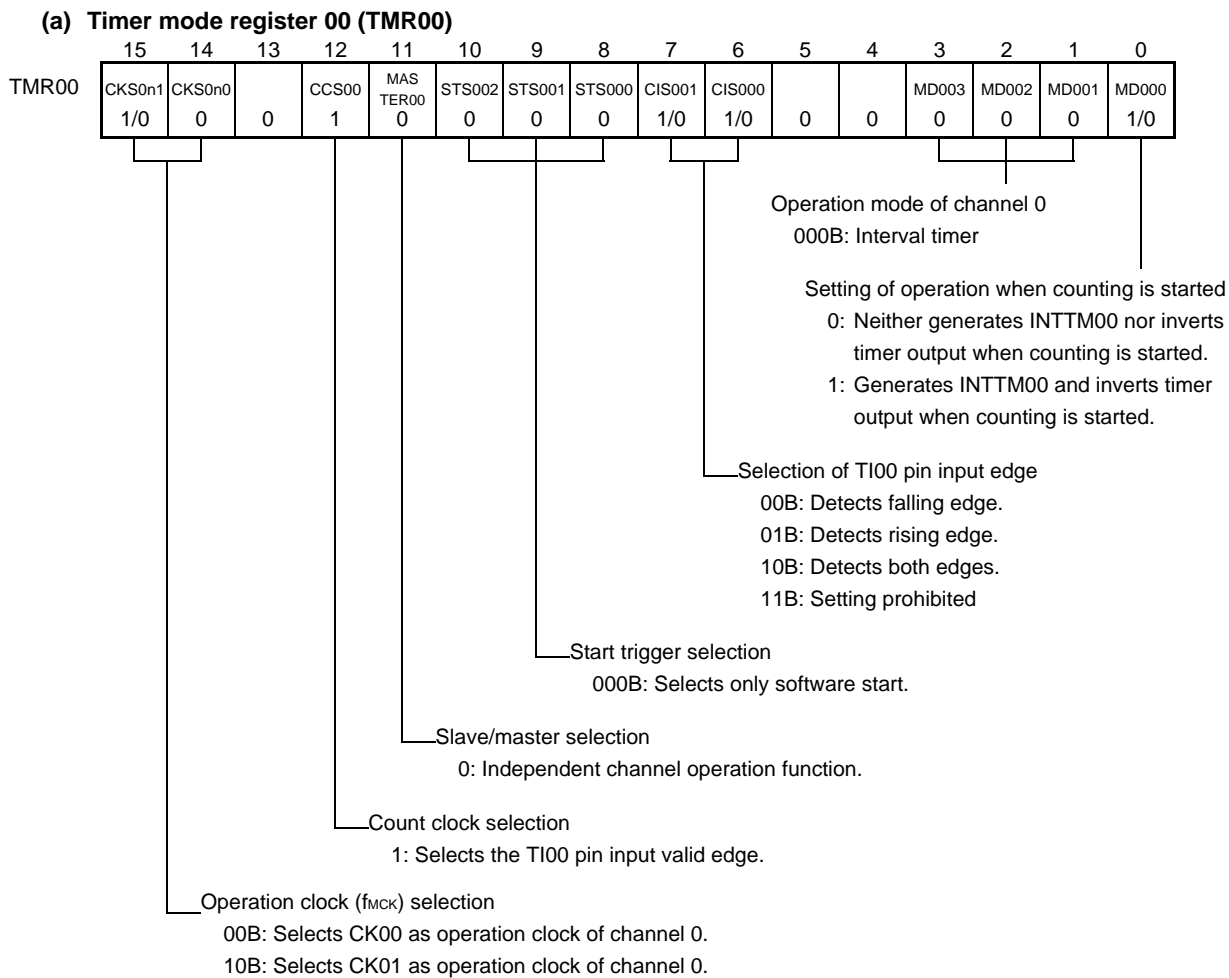 (a) Timer mode register 00 (TMR00)
15 14 13 12 11 10 9 8 7 6 5 4 3 2 1 0
TMR00 CKS0n1 CKS0n0 CCS00 MAS TER00 STS002 STS001 STS000 CIS001 CIS000 MD003 MD002 MD001 MD000
1/0 0 0 1 0 0 0 0 1/0 1/0 0 0 0 0 0 1/0
Operation mode of channel 0
000B: Interval timer
Setting of operation when counting is started
0: Neither generates INTTM00 nor inverts
timer output when counting is started.
1: Generates INTTM00 and inverts timer
output when counting is started.
Selection of TI00 pin input edge
00B: Detects falling edge.
01B: Detects rising edge.
10B: Detects both edges.
11B: Setting prohibited
Start trigger selection
000B: Selects only software start.
Slave/master selection
0: Independent channel operation function.
Count clock selection
1: Selects the TI00 pin input valid edge.
Operation clock (fMCK) selection
00B: Selects CK00 as operation clock of channel 0.
10B: Selects CK01 as operation clock of channel 0.